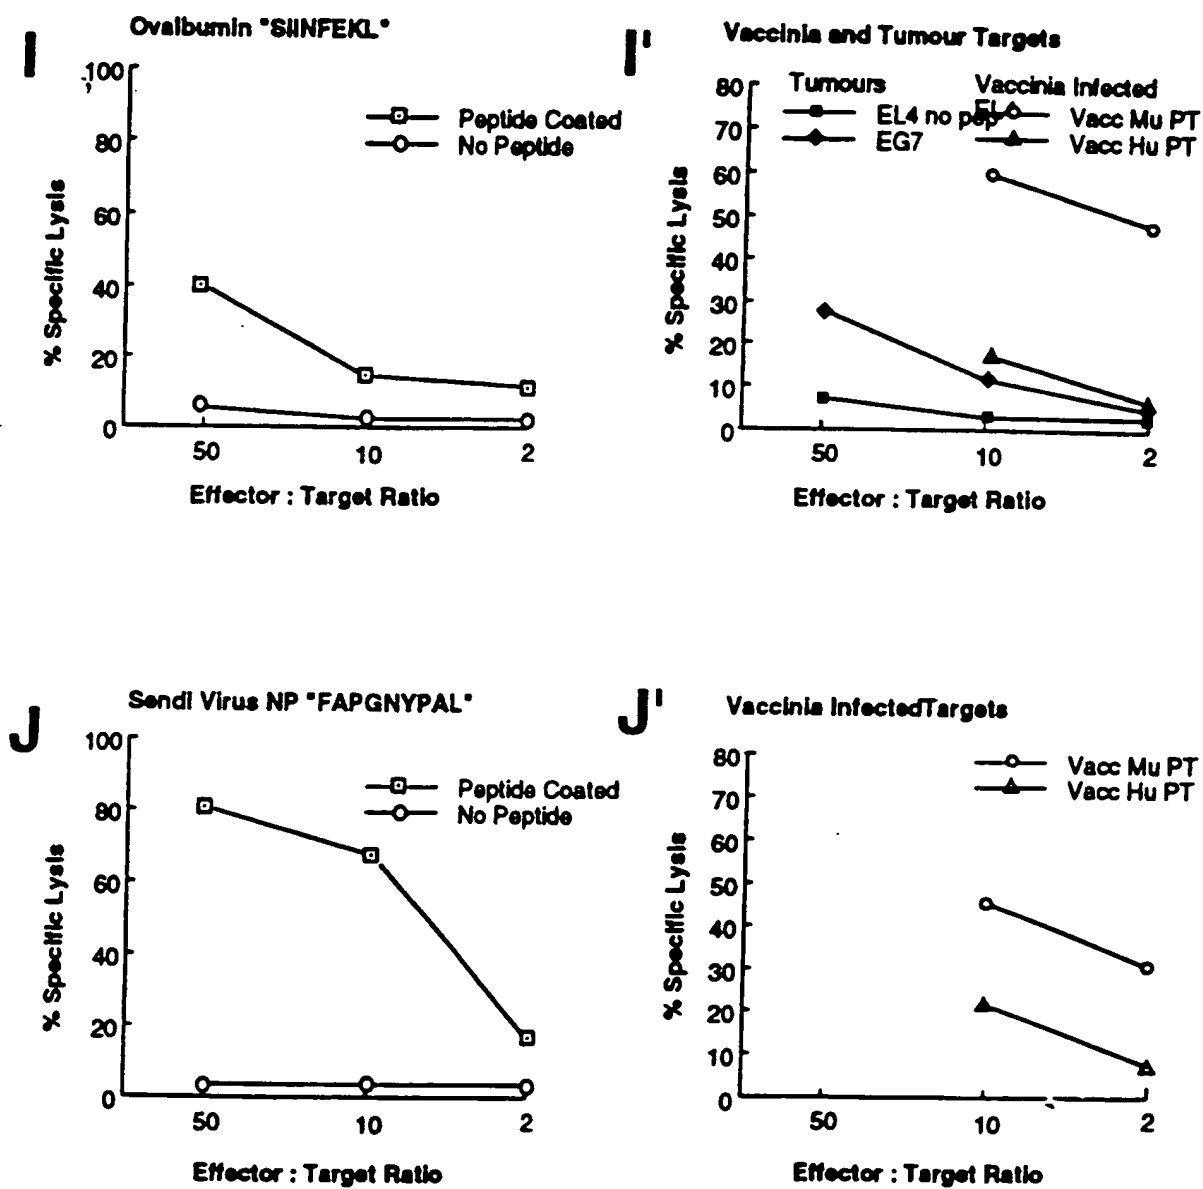 I
Ovalbumin "SIINFEKL"
100
80
60
40
20
0
% Specific Lysis
Peptide Coated
No Peptide
50 10 2
Effector : Target Ratio
I'
Vaccinia and Tumour Targets
Tumours
EL4 no pep
EG7
Vaccinia Infected
Vacc Mu PT
Vacc Hu PT
80
70
60
50
40
30
20
10
0
% Specific Lysis
50 10 2
Effector : Target Ratio
J
Sendi Virus NP "FAPGNYPAL"
100
80
60
40
20
0
% Specific Lysis
Peptide Coated
No Peptide
50 10 2
Effector : Target Ratio
J'
Vaccinia InfectedTargets
Vacc Mu PT
Vacc Hu PT
80
70
60
50
40
30
20
10
0
% Specific Lysis
50 10 2
Effector : Target Ratio